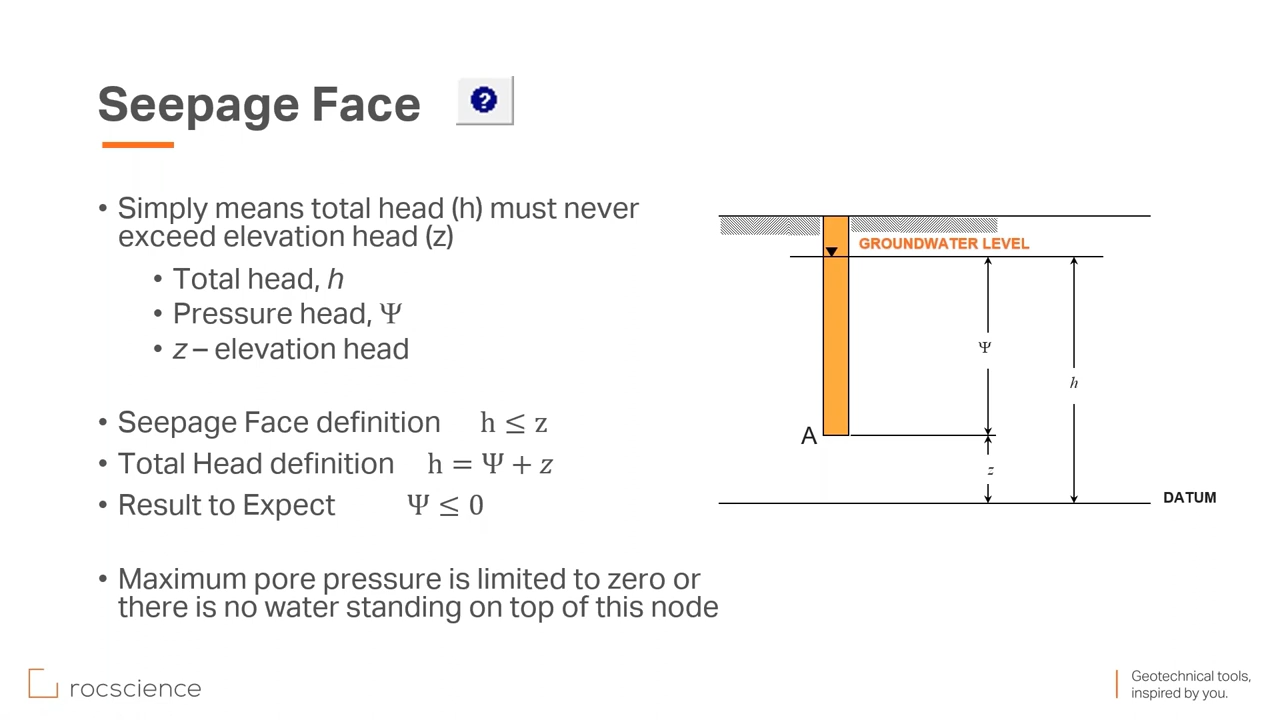 Seepage Face
?
• Simply means total head (h) must never
exceed elevation head (z)
• Total head, h
• Pressure head, Ψ
• z – elevation head
• Seepage Face definition h ≤ z
• Total Head definition h = Ψ + z
• Result to Expect Ψ ≤ 0
• Maximum pore pressure is limited to zero or
there is no water standing on top of this node
GROUNDWATER LEVEL
Ψ
h
A
z
DATUM
rocscience
Geotechnical tools,
inspired by you.